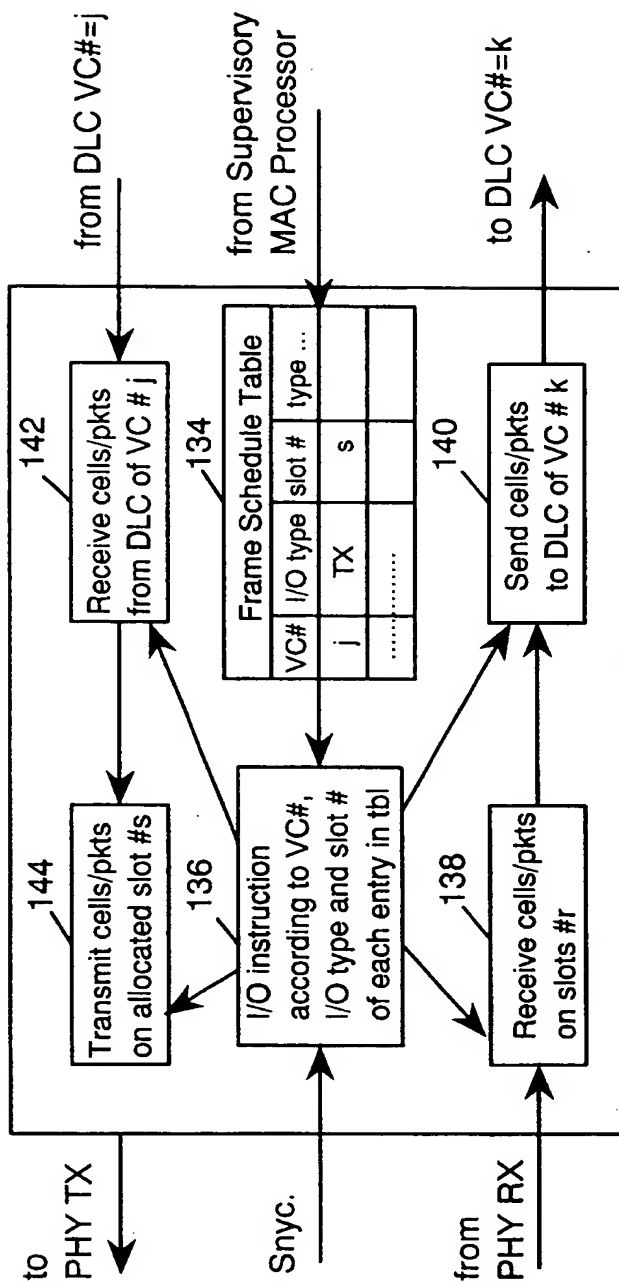 to
PHY TX
Snyc.
from
PHY RX
144
Transmit cells/pkts
on allocated slot #s
136
I/O instruction
according to VC#,
I/O type and slot #
of each entry in tbl
138
Receive cells/pkts
on slots #r
142
Receive cells/pkts
from DLC of VC # j
134
Frame Schedule Table
VC# I/O type slot # type ...
j TX s
..............
140
Send cells/pkts
to DLC of VC # k
from DLC VC#=j
from Supervisory
MAC Processor
to DLC VC#=k